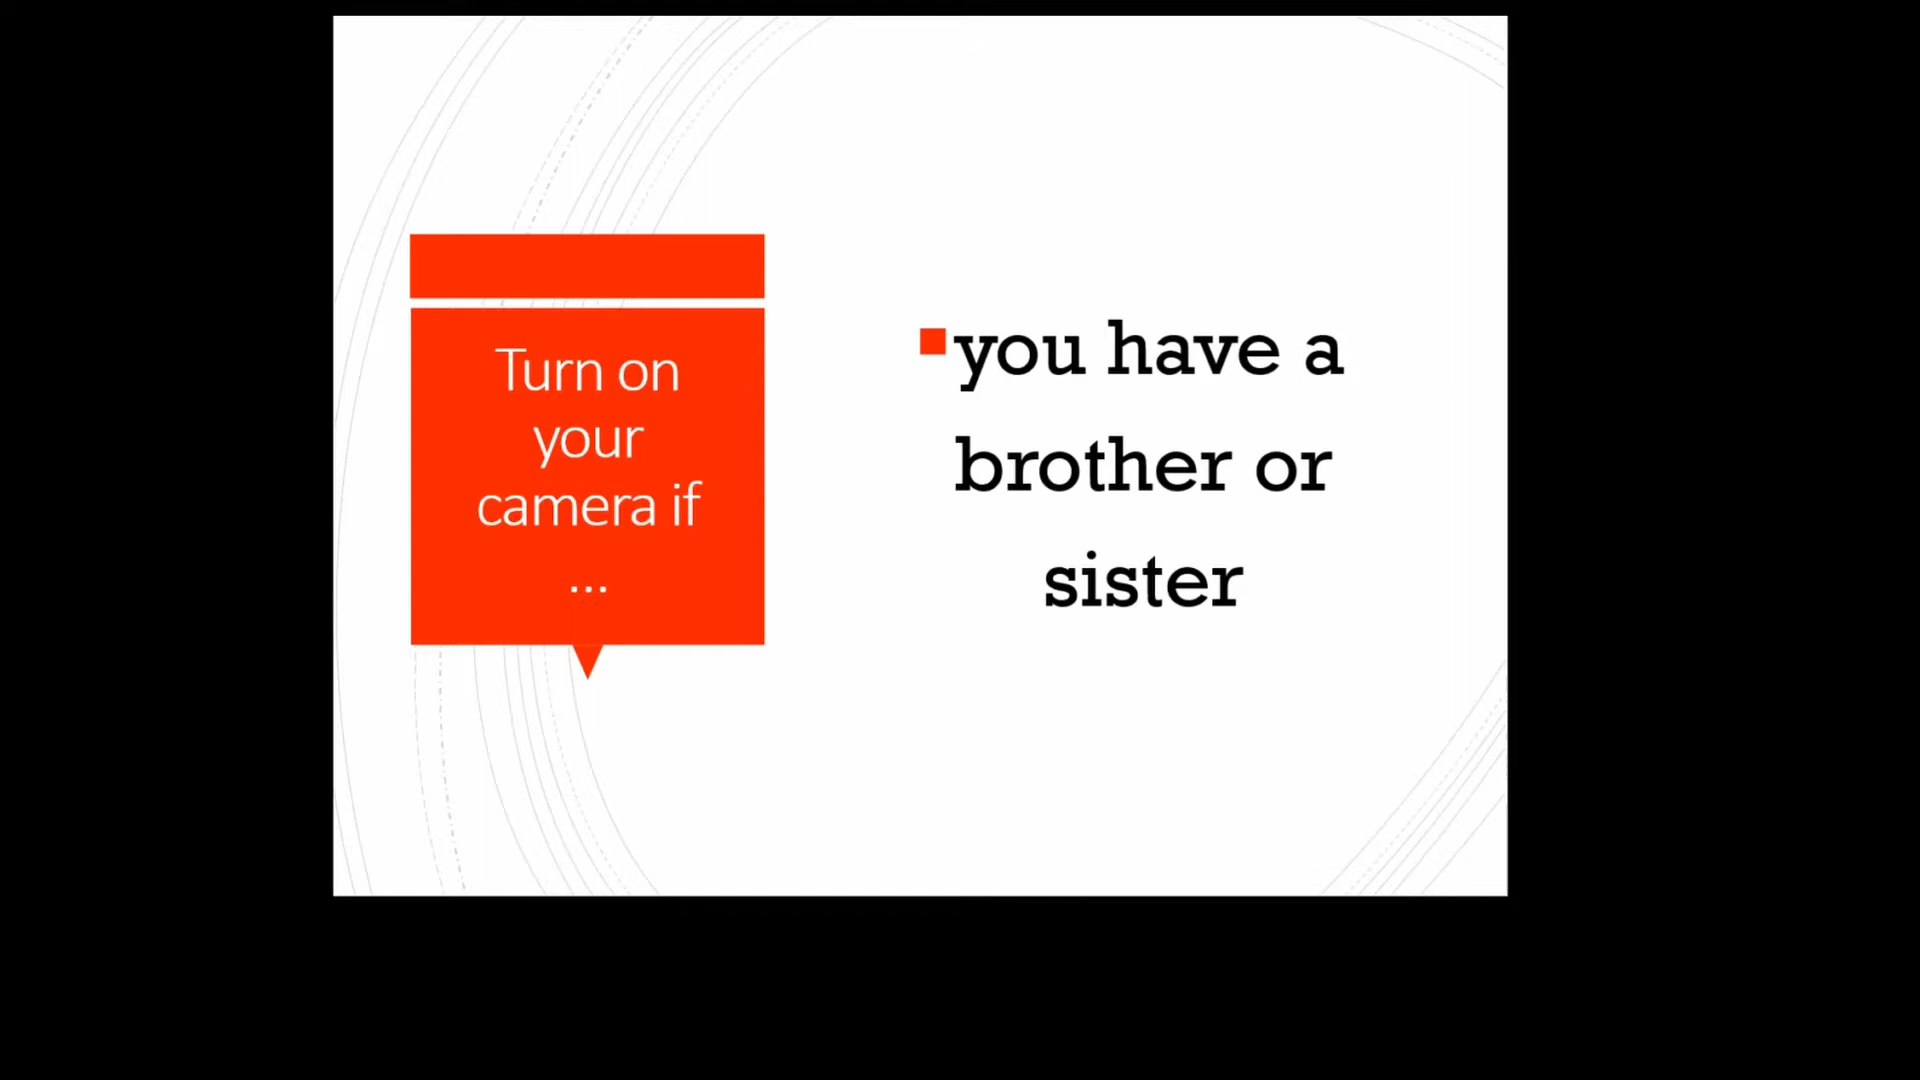 Turn on
your
camera if
...
you have a
brother or
sister